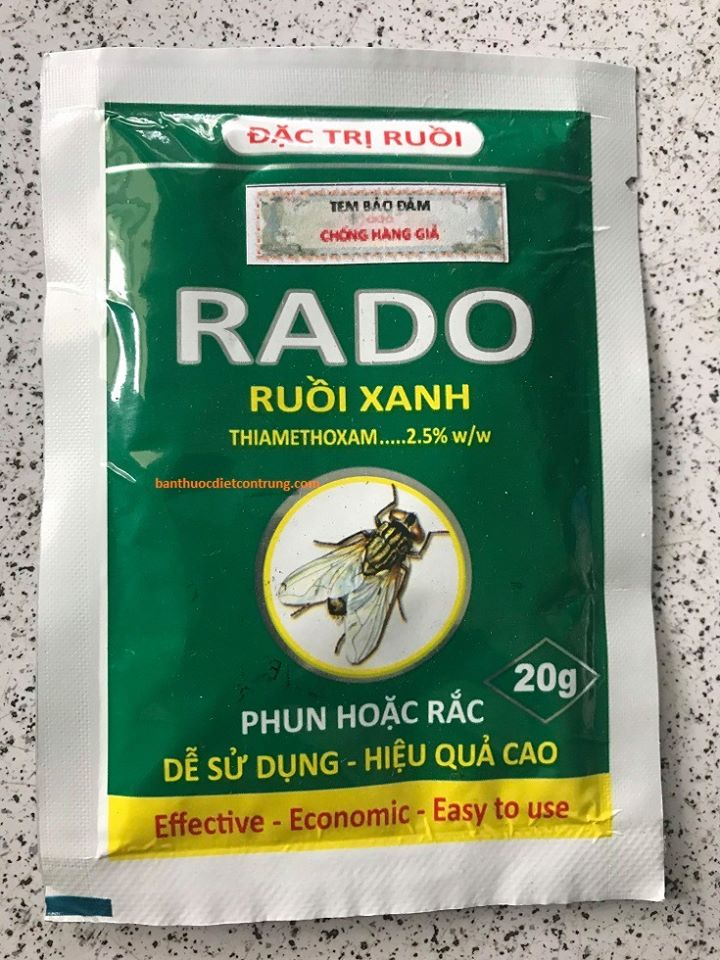 ĐẶC TRỊ RUỒI
TEM BẢO ĐẢM
CHỐNG HÀNG GIẢ
RADO
RUỒI XANH
THIAMETHOXAM.....2.5% w/w
banthuocdietcontrung.com
20g
PHUN HOẶC RẮC
DỄ SỬ DỤNG - HIỆU QUẢ CAO
Effective - Economic - Easy to use